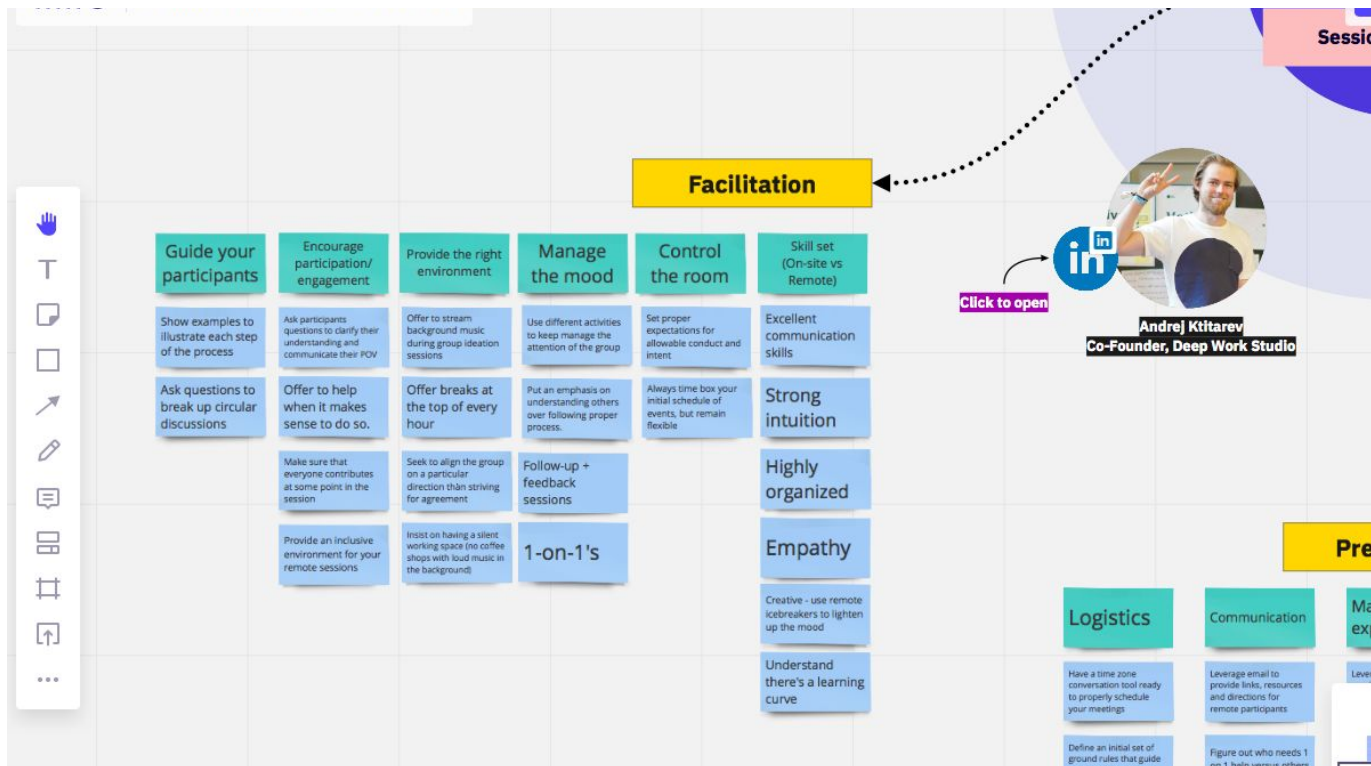 Sessio
Facilitation
Guide your
participants
Show examples to
illustrate each step
of the process
Ask questions to
break up circular
discussions
Encourage
participation/
engagement
Ask participants
questions to clarify their
understanding and
communicate their POV
Offer to help
when it makes
sense to do so.
Make sure that
everyone contributes
at some point in the
session
Provide an inclusive
environment for your
remote sessions
Provide the right
environment
Offer to stream
background music
during group ideation
sessions
Offer breaks at
the top of every
hour
Seek to align the group
on a particular
direction than striving
for agreement
Insist on having a silent
working space (no coffee
shops with loud music in
the background)
Manage
the mood
Use different activities
to keep manage the
attention of the group
Put an emphasis on
understanding others
over following proper
process.
Follow-up +
feedback
sessions
1-on-1's
Control
the room
Set proper
expectations for
allowable conduct and
intent
Always time box your
initial schedule of
events, but remain
flexible
Skill set
(On-site vs
Remote)
Excellent
communication
skills
Strong
intuition
Highly
organized
Empathy
Creative - use remote
icebreakers to lighten
up the mood
Understand
there's a learning
curve
in
in
Click to open
Andrej Ktitarev
Co-Founder, Deep Work Studio
Pre
Logistics
Have a time zone
conversation tool ready
to properly schedule
your meetings
Define an initial set of
ground rules that guide
Communication
Leverage email to
provide links, resources
and directions for
remote participants
Figure out who needs 1
on 1 help versus others
Ma
exp
Leve